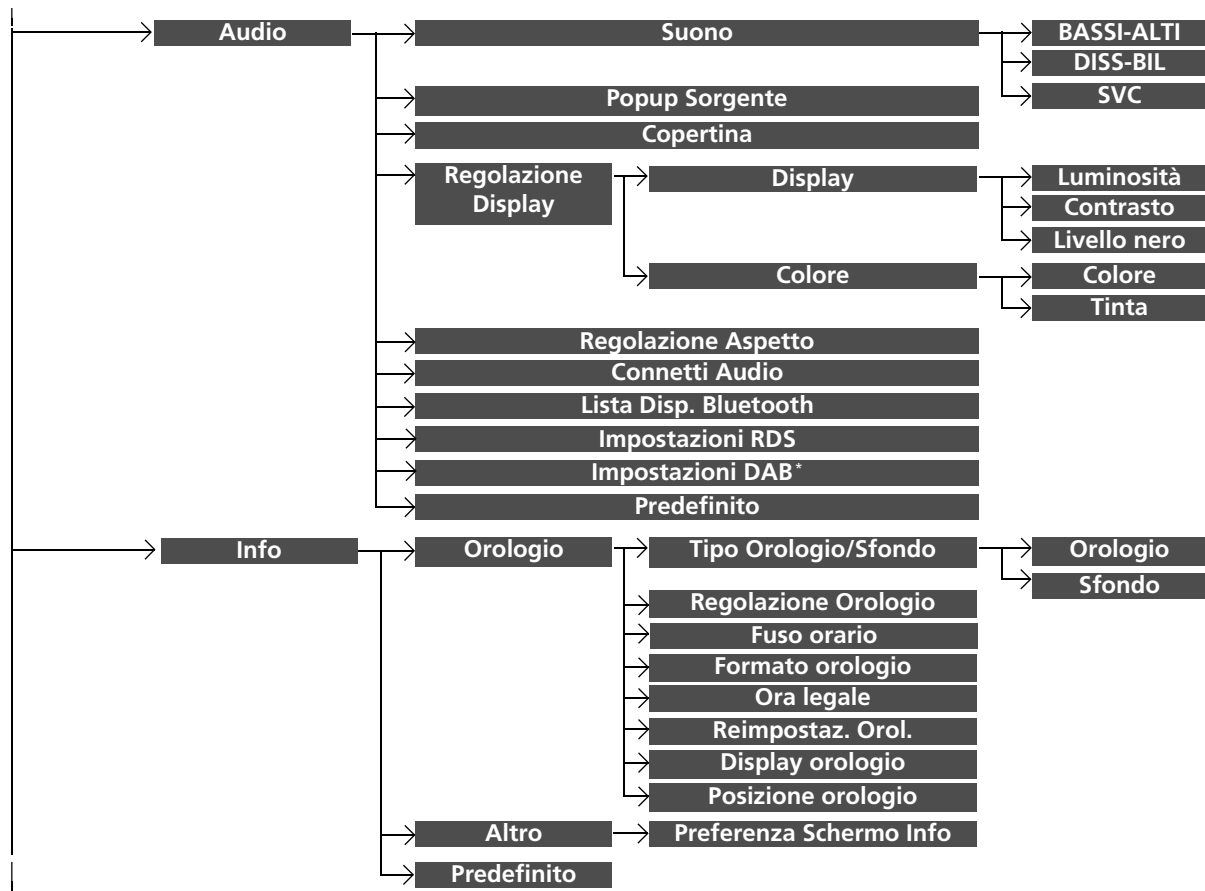 Audio
Suono
BASSI-ALTI
DISS-BIL
SVC
Popup Sorgente
Copertina
Regolazione
Display
Display
Luminosità
Contrasto
Livello nero
Colore
Colore
Tinta
Regolazione Aspetto
Connetti Audio
Lista Disp. Bluetooth
Impostazioni RDS
Impostazioni DAB*
Predefinito
Info
Orologio
Tipo Orologio/Sfondo
Orologio
Sfondo
Regolazione Orologio
Fuso orario
Formato orologio
Ora legale
Reimpostaz. Orol.
Display orologio
Posizione orologio
Altro
Preferenza Schermo Info
Predefinito